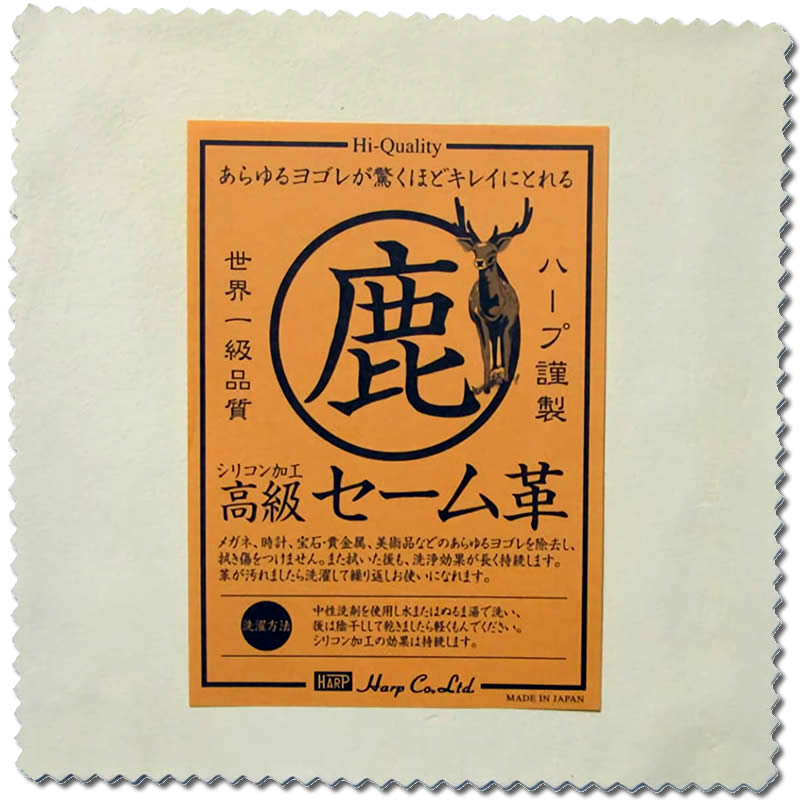 Hi-Quality
あらゆるヨゴレが驚くほどキレイにとれる
ハープ謹製
鹿
世界一級品質
シリコン加工
高級セーム革
メガネ、時計、宝石・貴金属、美術品などのあらゆるヨゴレを除去し、
拭き傷をつけません。また拭いた後も、洗浄効果が長く持続します。
革が汚れましたら洗濯して繰り返しお使いになれます。
洗濯方法
中性洗剤を使用し水またはぬるま湯で洗い、
後は陰干しして乾きましたら軽くもんでください。
シリコン加工の効果は持続します。
HARP Harp Co., Ltd.
MADE IN JAPAN